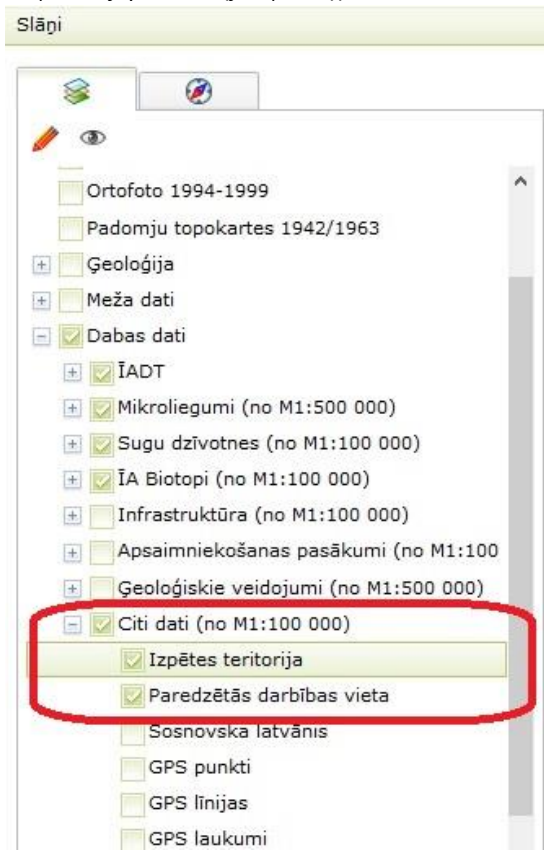 Slāņi
Ortofoto 1994-1999
Padomju topokartes 1942/1963
Ģeoloģija
Meža dati
Dabas dati
ĪADT
Mikroliegumi (no M1:500 000)
Sugu dzīvotnes (no M1:100 000)
ĪA Biotopi (no M1:100 000)
Infrastruktūra (no M1:100 000)
Apsaimniekošanas pasākumi (no M1:100
Ģeoloģiskie veidojumi (no M1:500 000)
Citi dati (no M1:100 000)
Izpētes teritorija
Paredzētās darbības vieta
Sosnovska latvānis
GPS punkti
GPS līnijas
GPS laukumi